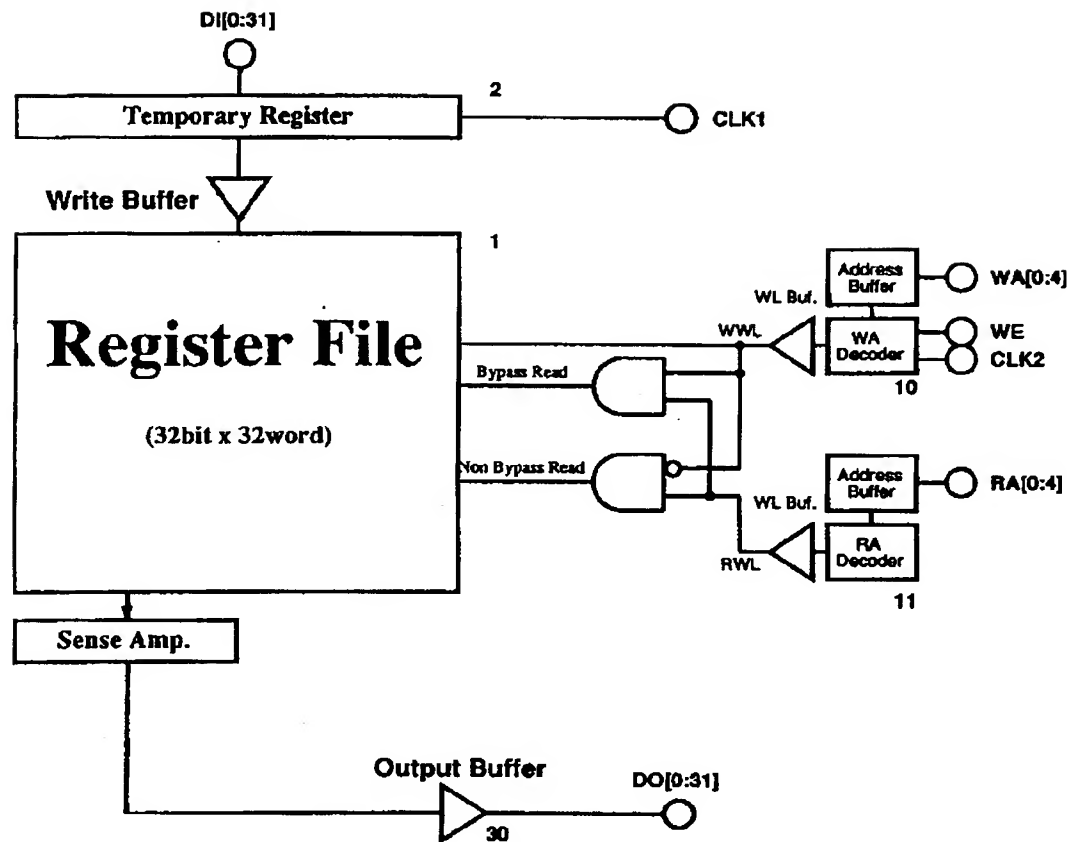 DI[0:31]
2
Temporary Register
CLK1
Write Buffer
1
Register File
(32bit x 32word)
Address
Buffer
WA[0:4]
WL Buf.
WWL
WA
Decoder
WE
CLK2
10
Bypass Read
Non Bypass Read
Address
Buffer
RA[0:4]
WL Buf.
RWL
RA
Decoder
11
Sense Amp.
Output Buffer
DO[0:31]
30